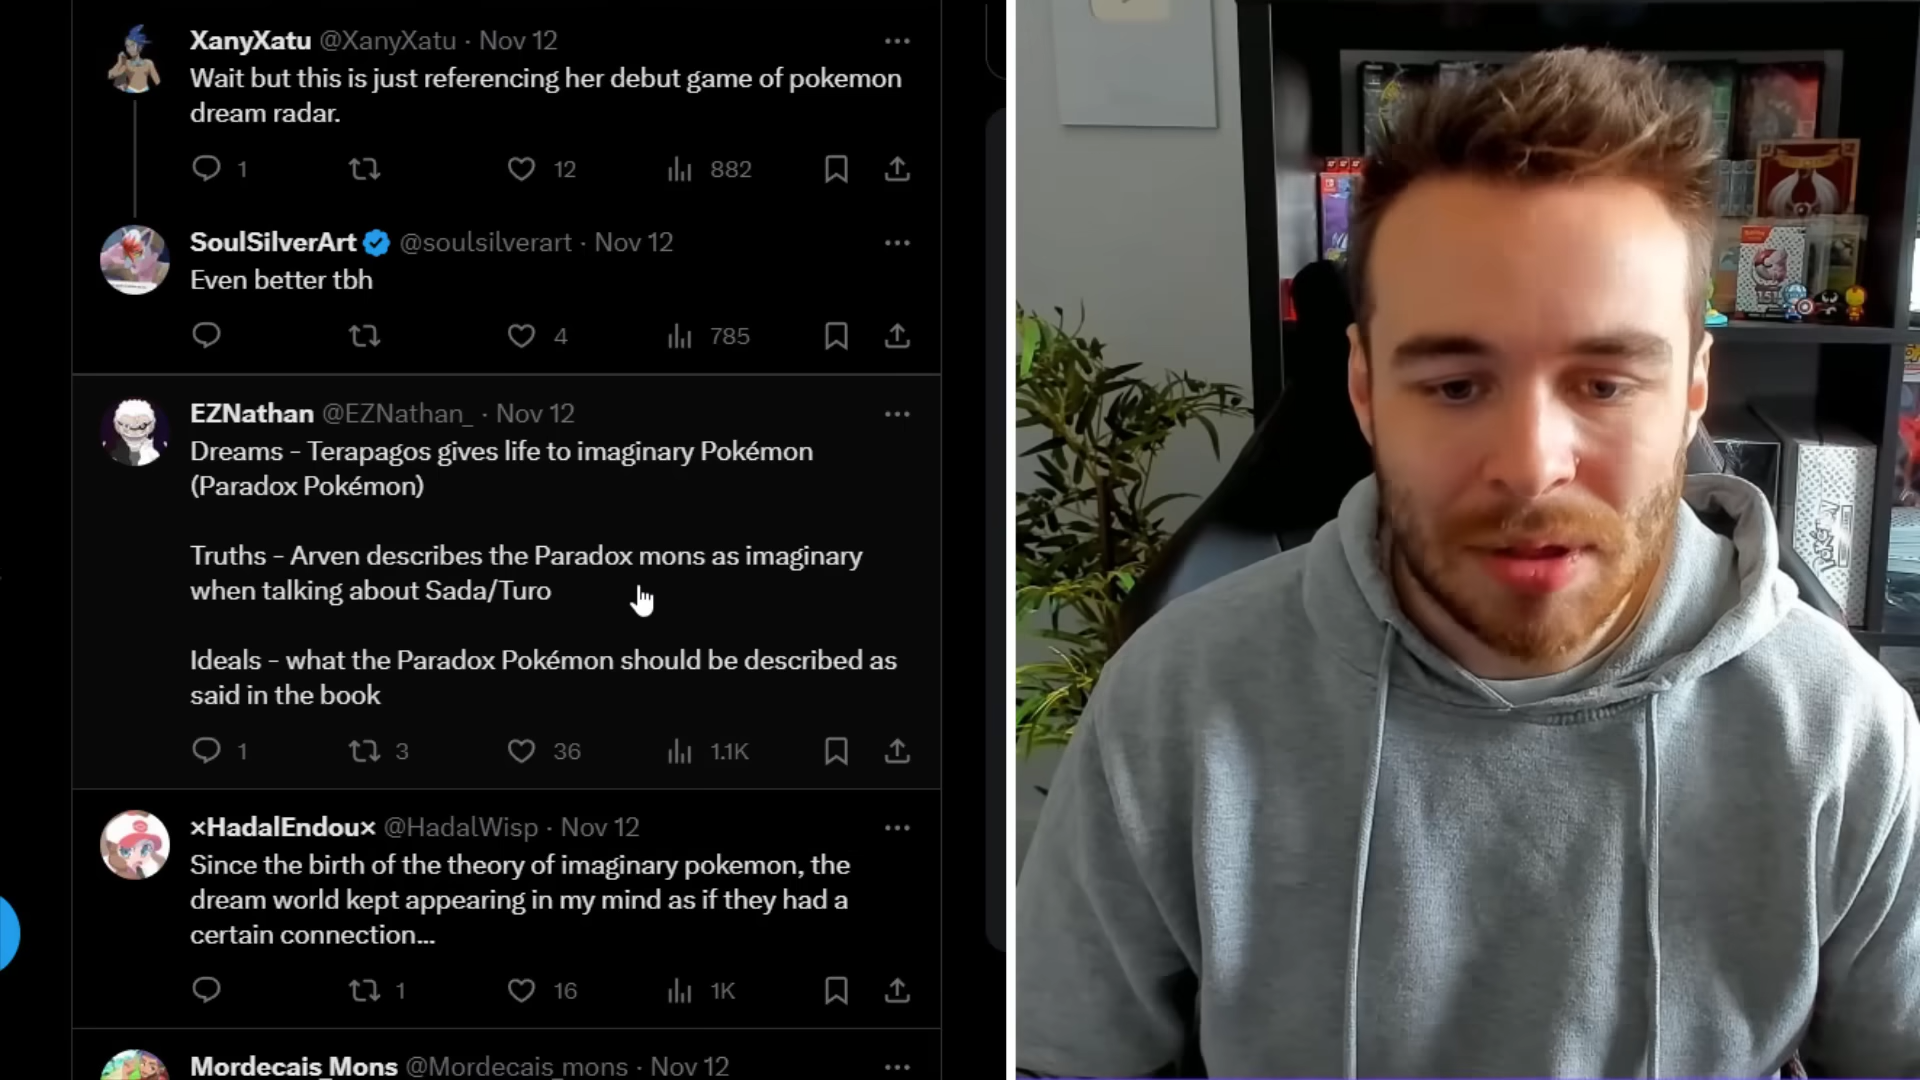 XanyXatu @XanyXatu · Nov 12
Wait but this is just referencing her debut game of pokemon
dream radar.
1 12 882
SoulSilverArt @soulsilverart · Nov 12
Even better tbh
4 785
EZNathan @EZNathan_ · Nov 12
Dreams - Terapagos gives life to imaginary Pokémon
(Paradox Pokémon)
Truths - Arven describes the Paradox mons as imaginary
when talking about Sada/Turo
Ideals - what the Paradox Pokémon should be described as
said in the book
1 3 36 1.1K
×HadalEndou× @HadalWisp · Nov 12
Since the birth of the theory of imaginary pokemon, the
dream world kept appearing in my mind as if they had a
certain connection...
1 16 1K
Mordecais_Mons @Mordecais_mons · Nov 12
151